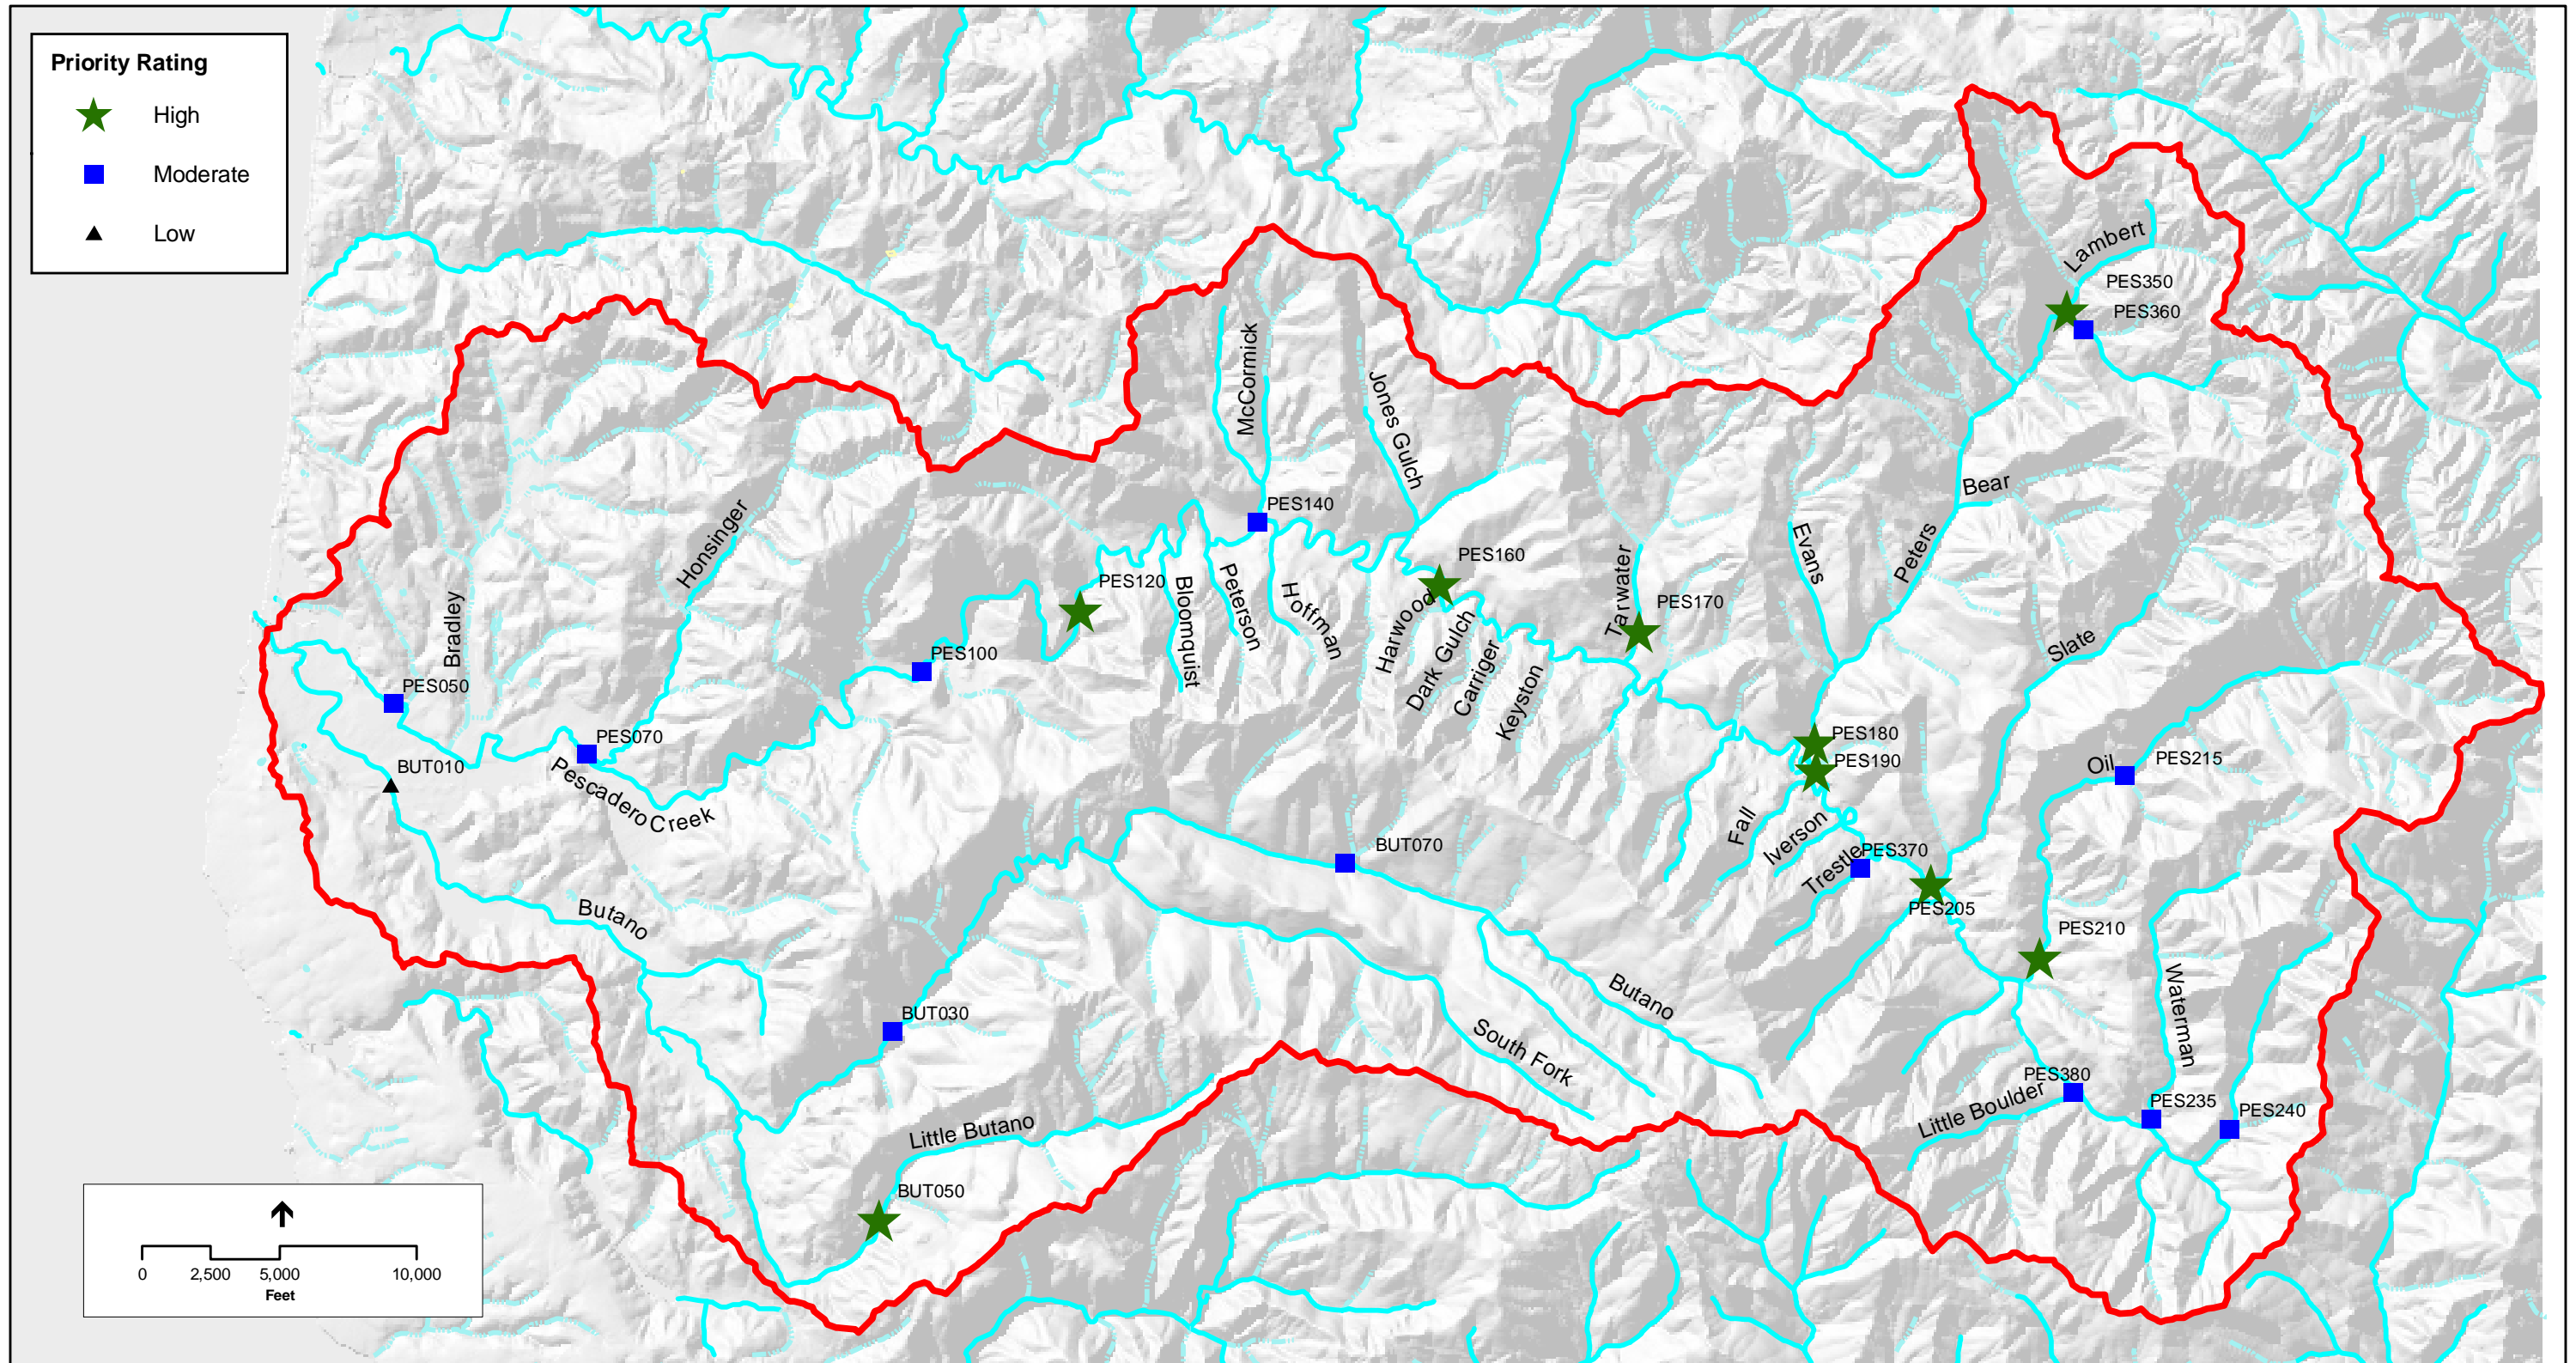 Priority Rating
High
Moderate
Low
Lambert
PES350
PES360
McCormick
Jones Gulch
Bear
PES140
Honsinger
Evans
Peters
PES160
PES120
Tarwater
PES170
Bradley
Bloomquist
Peterson
Hoffman
Harwood
Dark Gulch
Carriger
Keyston
Slate
PES100
PES050
PES070
PES180
PES190
Oil
PES215
BUT010
Pescadero Creek
Fall
Iverson
Trestle
PES370
BUT070
PES205
Butano
PES210
Waterman
Butano
BUT030
South Fork
PES380
Little Boulder
PES235
PES240
Little Butano
BUT050
0 2,500 5,000 10,000
Feet